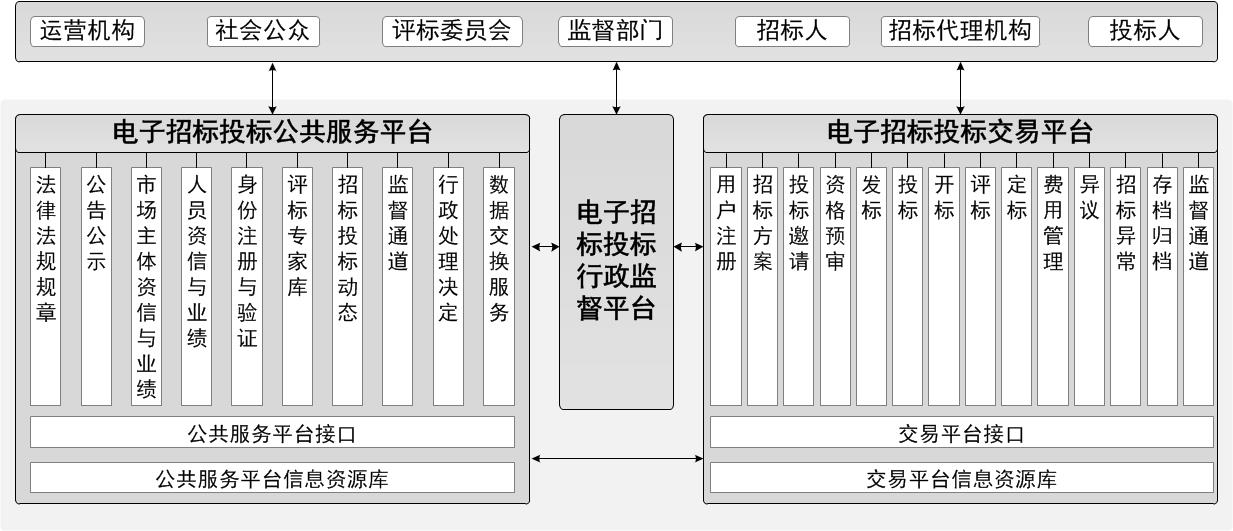 运营机构
社会公众
评标委员会
监督部门
招标人
招标代理机构
投标人
电子招标投标公共服务平台
法律法规规章
公告公示
市场主体资信与业绩
人员资信与业绩
身份注册与验证
评标专家库
招标投标动态
监督通道
行政处理决定
数据交换服务
公共服务平台接口
公共服务平台信息资源库
电子招
标投标
行政监
督平台
电子招标投标交易平台
用户注册
招标方案
投标邀请
资格预审
发标
投标
开标
评标
定标
费用管理
异议
招标异常
存档归档
监督通道
交易平台接口
交易平台信息资源库